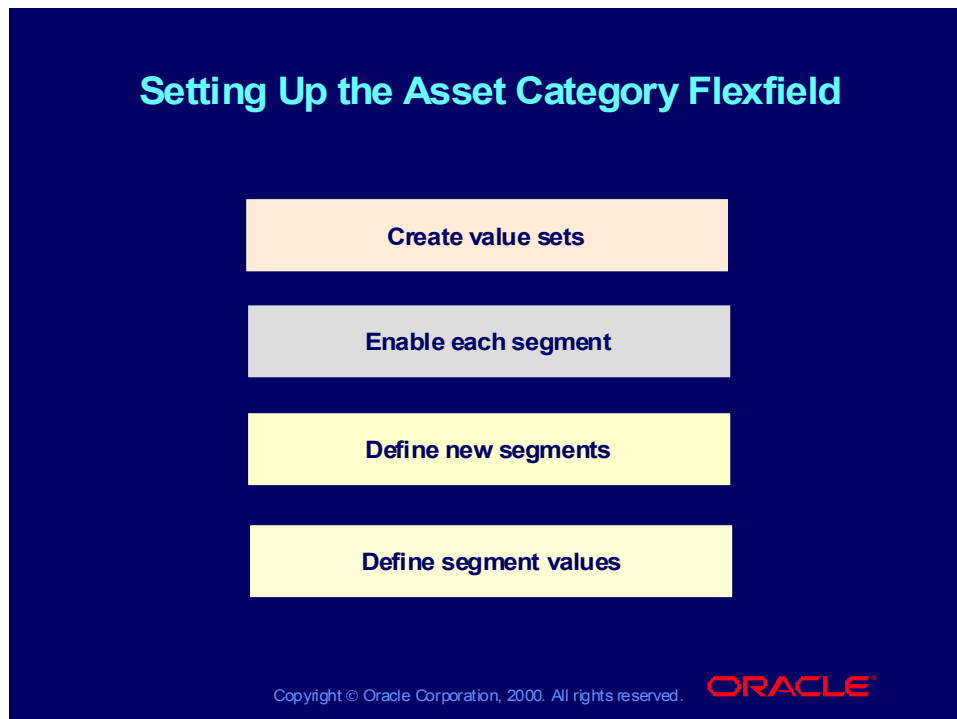 Setting Up the Asset Category Flexfield
Create value sets
Enable each segment
Define new segments
Define segment values
Copyright © Oracle Corporation, 2000. All rights reserved.
ORACLE®